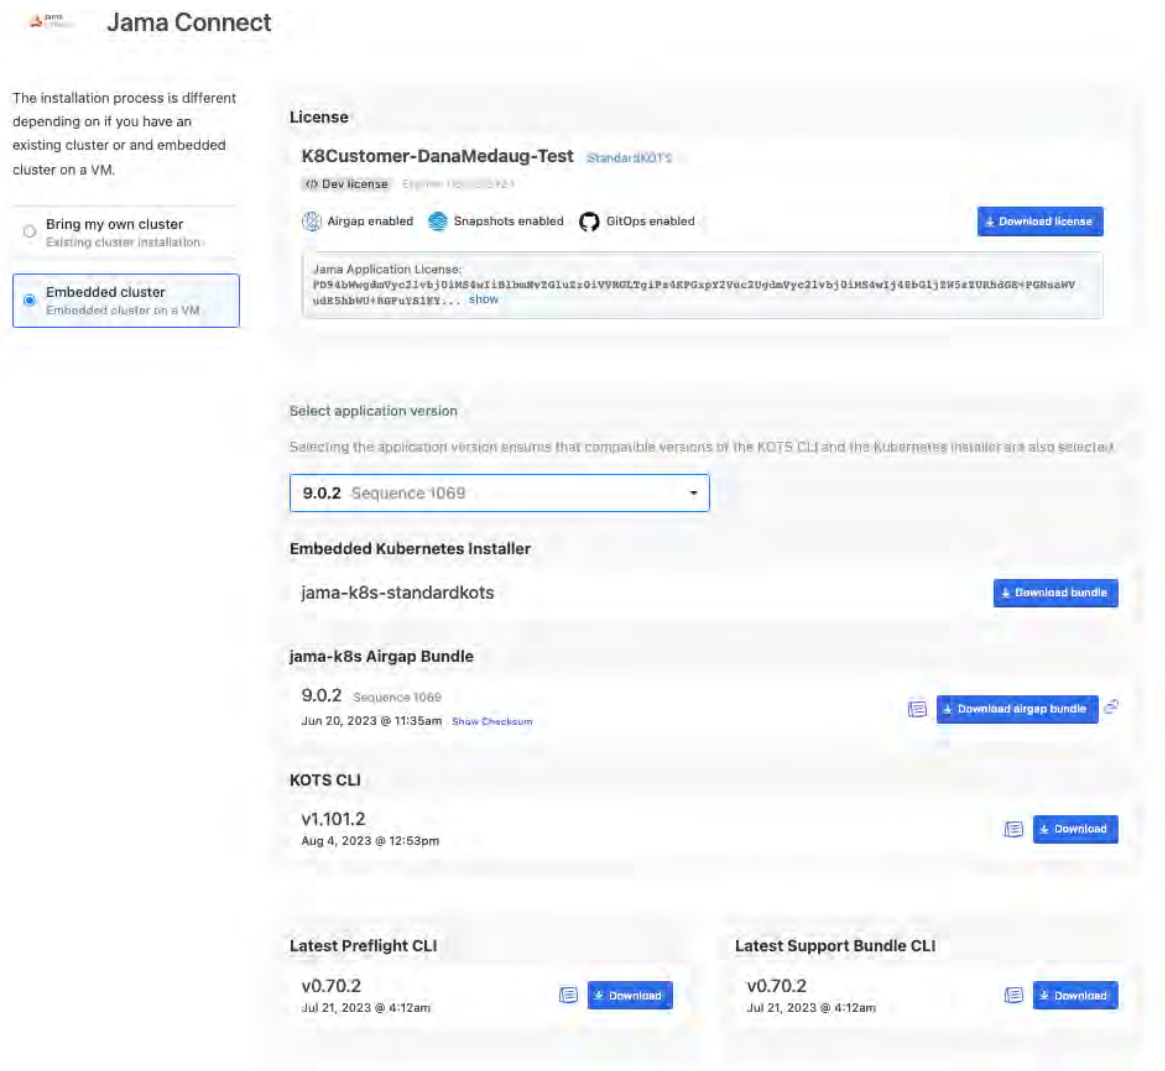 Jama
Jama Connect
The installation process is different
depending on if you have an
existing cluster or and embedded
cluster on a VM.
Bring my own cluster
Existing cluster installation
Embedded cluster
Embedded cluster on a VM
License
K8Customer-DanaMedaug-Test StandardKOTS
</> Dev license
Airgap enabled Snapshots enabled GitOps enabled
Download license
Jama Application License:
show
Select application version
Selecting the application version ensures that compatible versions of the KOTS CLI and the Kubernetes installer are also selected.
9.0.2 Sequence 1069
Embedded Kubernetes Installer
jama-k8s-standardkots
Download bundle
jama-k8s Airgap Bundle
9.0.2 Sequence 1069
Jun 20, 2023 @ 11:35am Show Checksum
Download airgap bundle
KOTS CLI
v1.101.2
Aug 4, 2023 @ 12:53pm
Download
Latest Preflight CLI
v0.70.2
Jul 21, 2023 @ 4:12am
Download
Latest Support Bundle CLI
v0.70.2
Jul 21, 2023 @ 4:12am
Download